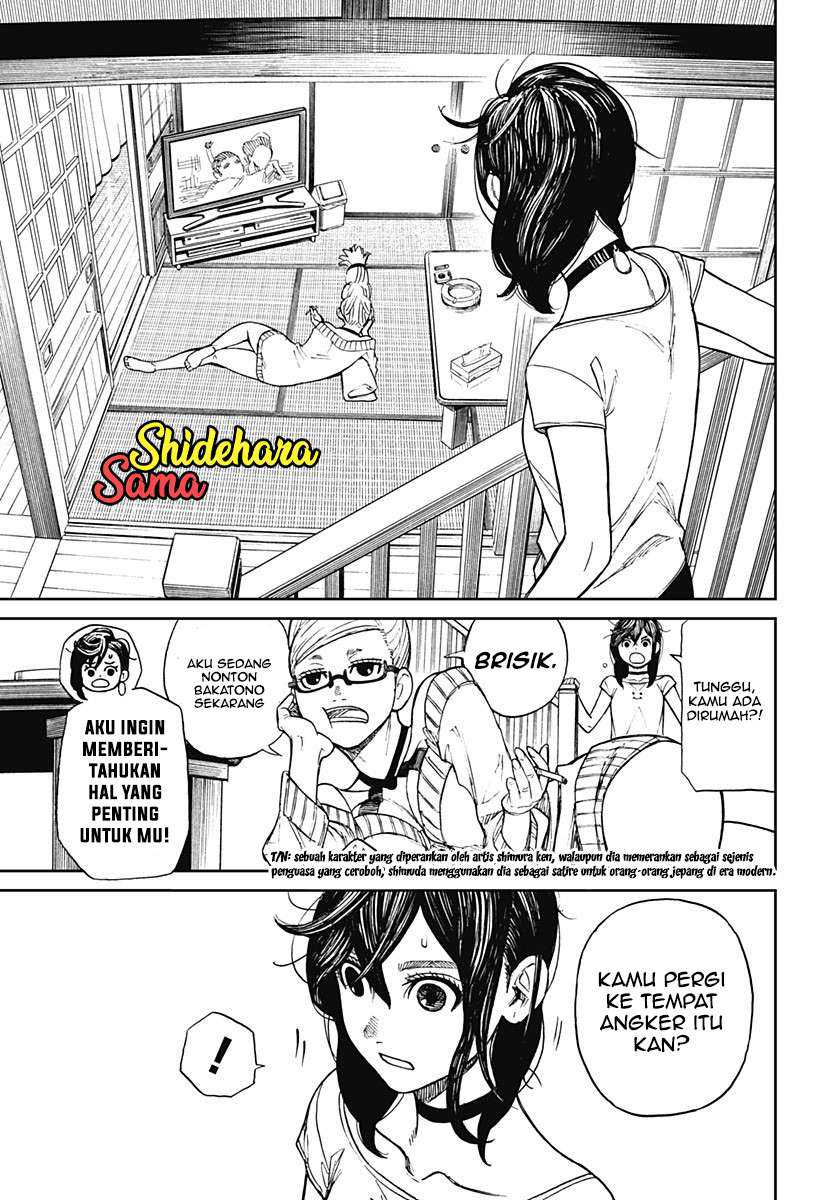 Shidehara
Sama
TUNGGU,
KAMU ADA
DIRUMAH?!
BRISIK.
AKU SEDANG
NONTON
BAKATONO
SEKARANG
AKU INGIN
MEMBERI-
TAHUKAN
HAL YANG
PENTING
UNTUK MU!
T/N: sebuah karakter yang diperankan oleh artis shimura ken, walaupun dia memerankan sebagai sejenis
penguasa yang ceroboh, shimuda menggunakan dia sebagai satire untuk orang-orang jepang di era modern.
KAMU PERGI
KE TEMPAT
ANGKER ITU
KAN?
!